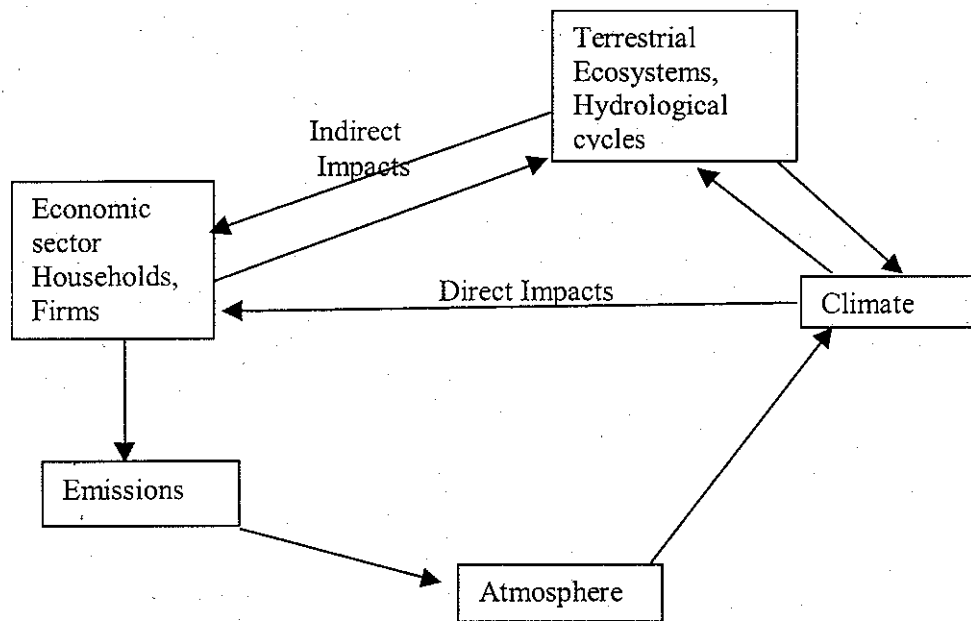 Terrestrial
Ecosystems,
Hydrological
cycles
Indirect
Impacts
Economic
sector
Households,
Firms
Direct Impacts
Climate
Emissions
Atmosphere